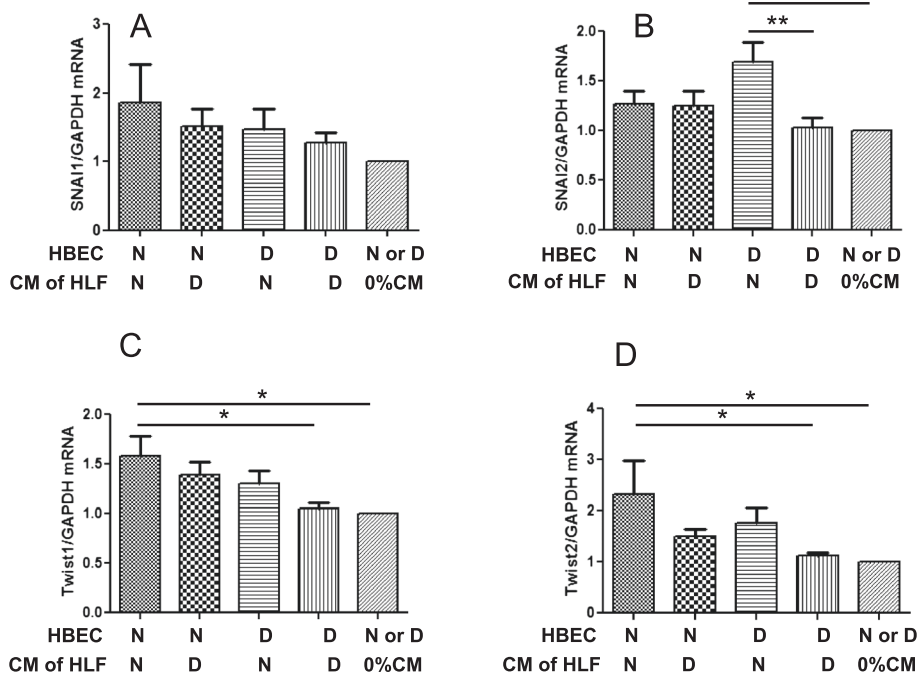 A
SNAI1/GAPDH mRNA
3
2
1
0
HBEC N N D D N or D
CM of HLF N D N D 0%CM
B
**
SNAI2/GAPDH mRNA
2.0
1.5
1.0
0.5
0.0
HBEC N N D D N or D
CM of HLF N D N D 0%CM
C
*
*
Twist1/GAPDH mRNA
2.0
1.5
1.0
0.5
0.0
HBEC N N D D N or D
CM of HLF N D N D 0%CM
D
*
*
Twist2/GAPDH mRNA
4
3
2
1
0
HBEC N N D D N or D
CM of HLF N D N D 0%CM